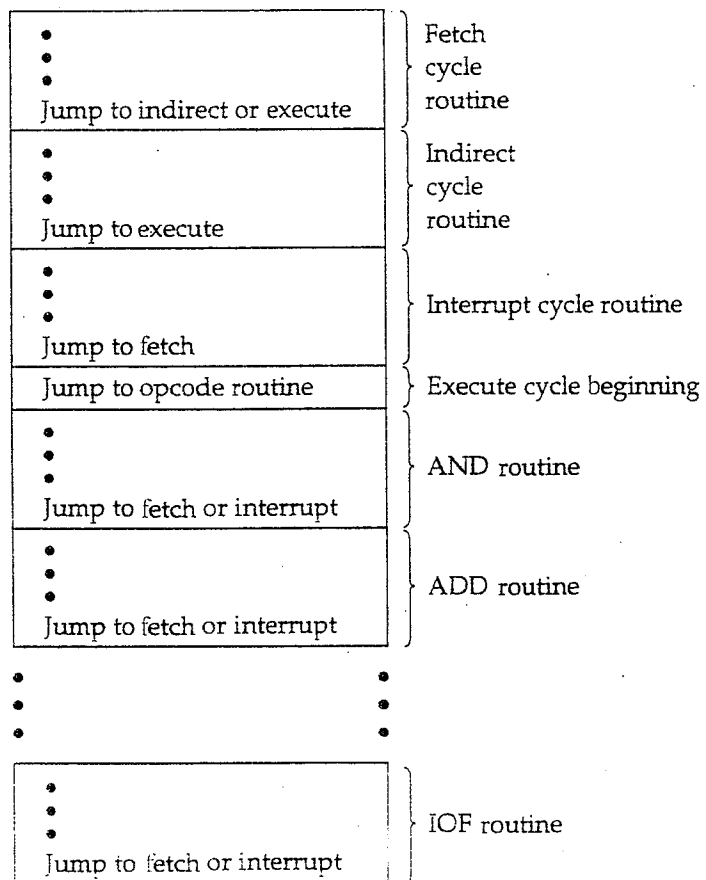 Fetch
cycle
routine
Jump to indirect or execute
Indirect
cycle
routine
Jump to execute
Interrupt cycle routine
Jump to fetch
Jump to opcode routine
Execute cycle beginning
AND routine
Jump to fetch or interrupt
ADD routine
Jump to fetch or interrupt
IOF routine
Jump to fetch or interrupt